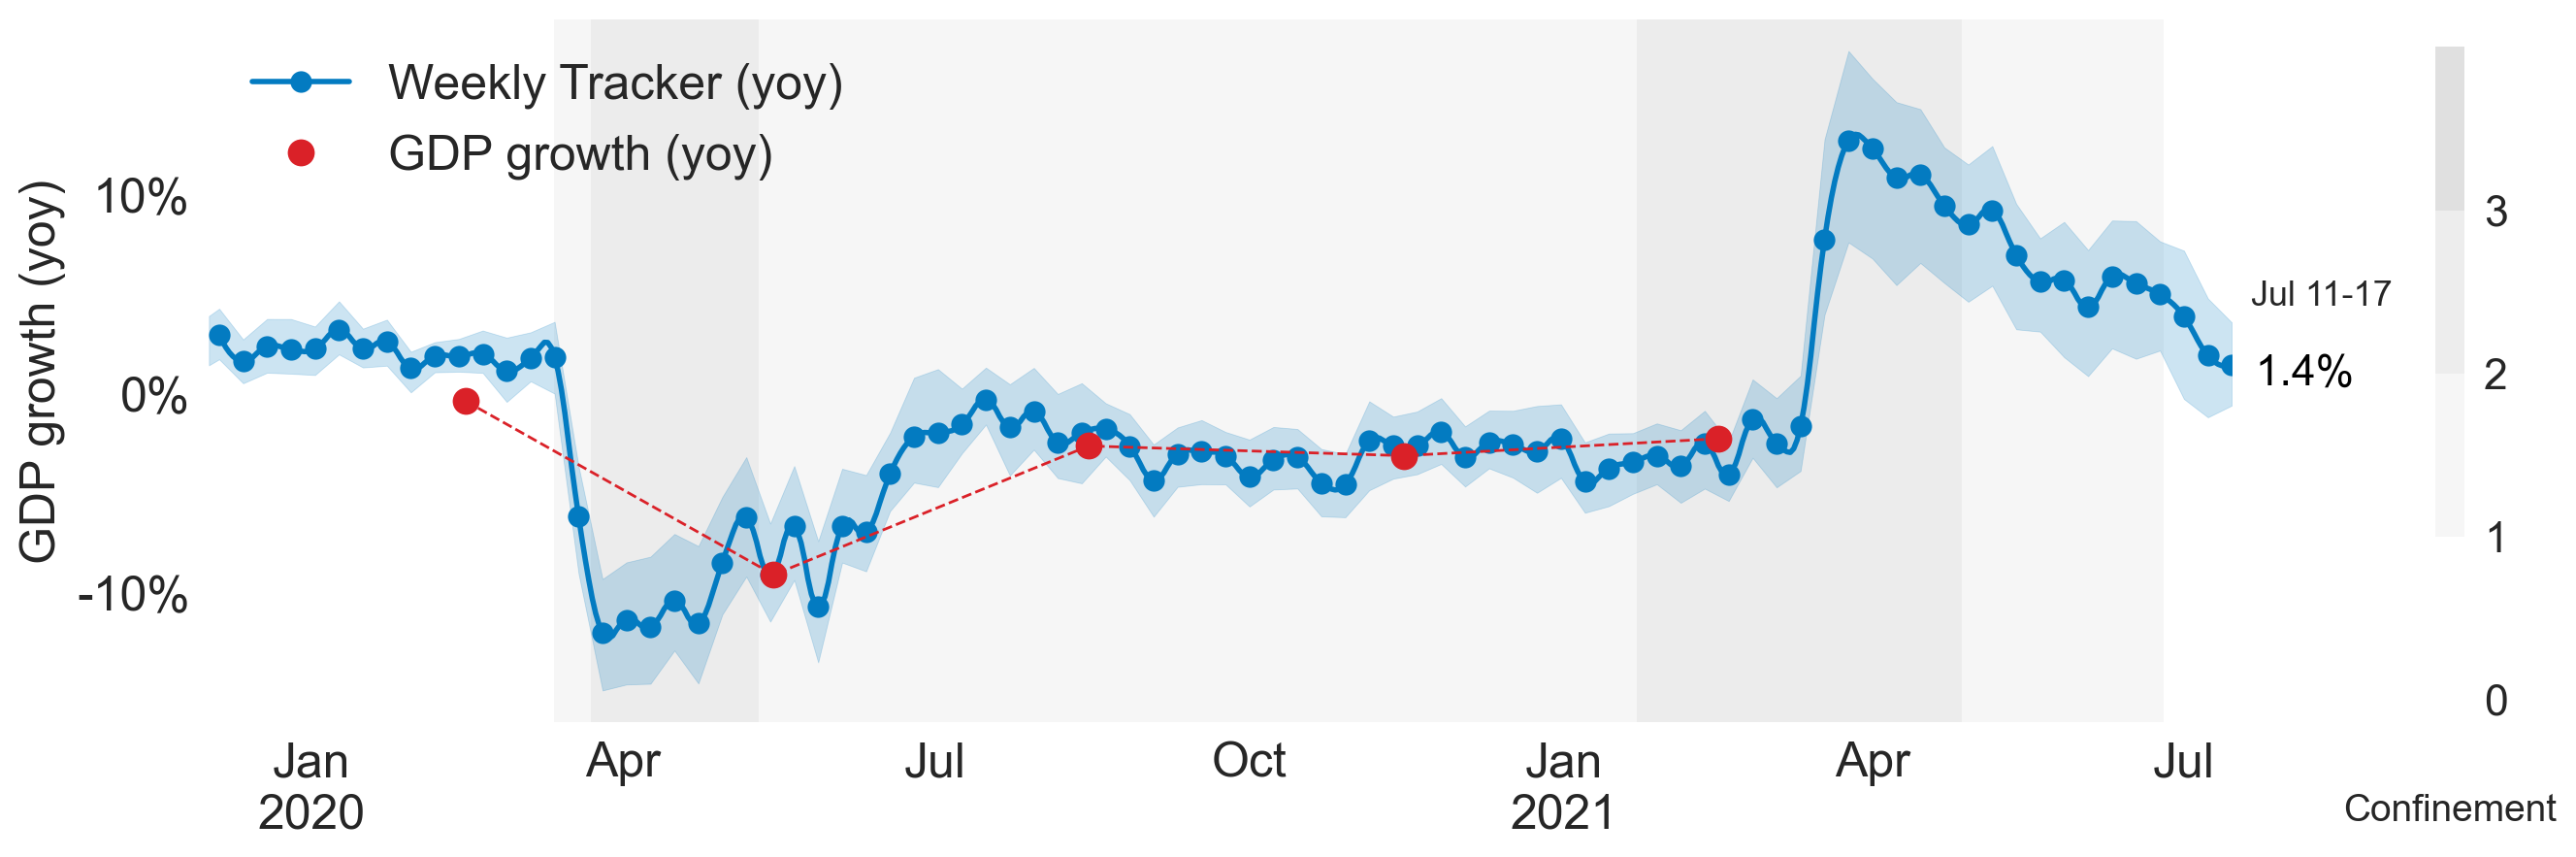 Weekly Tracker (yoy)
GDP growth (yoy)
GDP growth (yoy)
10%
0%
-10%
Jan
2020
Apr
Jul
Oct
Jan
2021
Apr
Jul
Jul 11-17
1.4%
3
2
1
0
Confinement